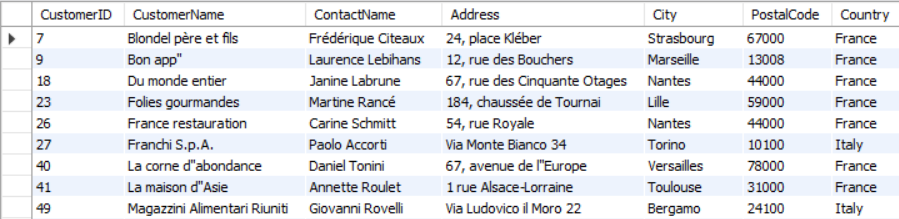 CustomerID CustomerName ContactName Address City PostalCode Country
7 Blondel père et fils Frédérique Citeaux 24, place Kléber Strasbourg 67000 France
9 Bon app" Laurence Lebihans 12, rue des Bouchers Marseille 13008 France
18 Du monde entier Janine Labrune 67, rue des Cinquante Otages Nantes 44000 France
23 Folies gourmandes Martine Rancé 184, chaussée de Tournai Lille 59000 France
26 France restauration Carine Schmitt 54, rue Royale Nantes 44000 France
27 Franchi S.p.A. Paolo Accorti Via Monte Bianco 34 Torino 10100 Italy
40 La corne d"abondance Daniel Tonini 67, avenue de l"Europe Versailles 78000 France
41 La maison d"Asie Annette Roulet 1 rue Alsace-Lorraine Toulouse 31000 France
49 Magazzini Alimentari Riuniti Giovanni Rovelli Via Ludovico il Moro 22 Bergamo 24100 Italy